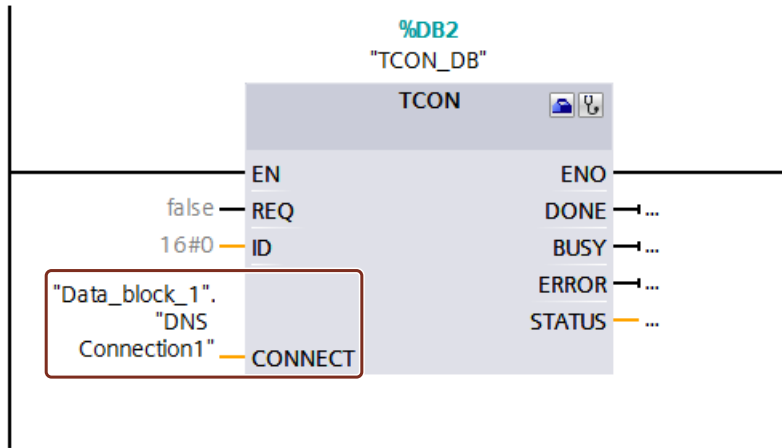 %DB2
"TCON_DB"
TCON
EN
ENO
false
REQ
DONE
...
16#0
ID
BUSY
...
ERROR
...
"Data_block_1".
"DNS
STATUS
...
Connection1"
CONNECT